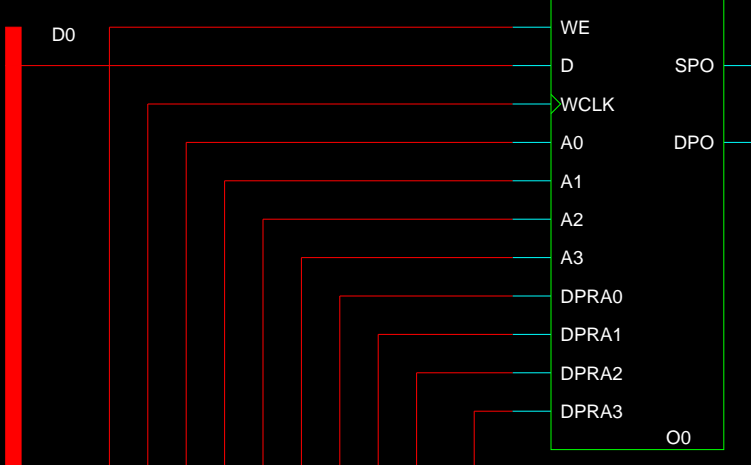 WE
D0
D
SPO
WCLK
A0
DPO
A1
A2
A3
DPRA0
DPRA1
DPRA2
DPRA3
O0